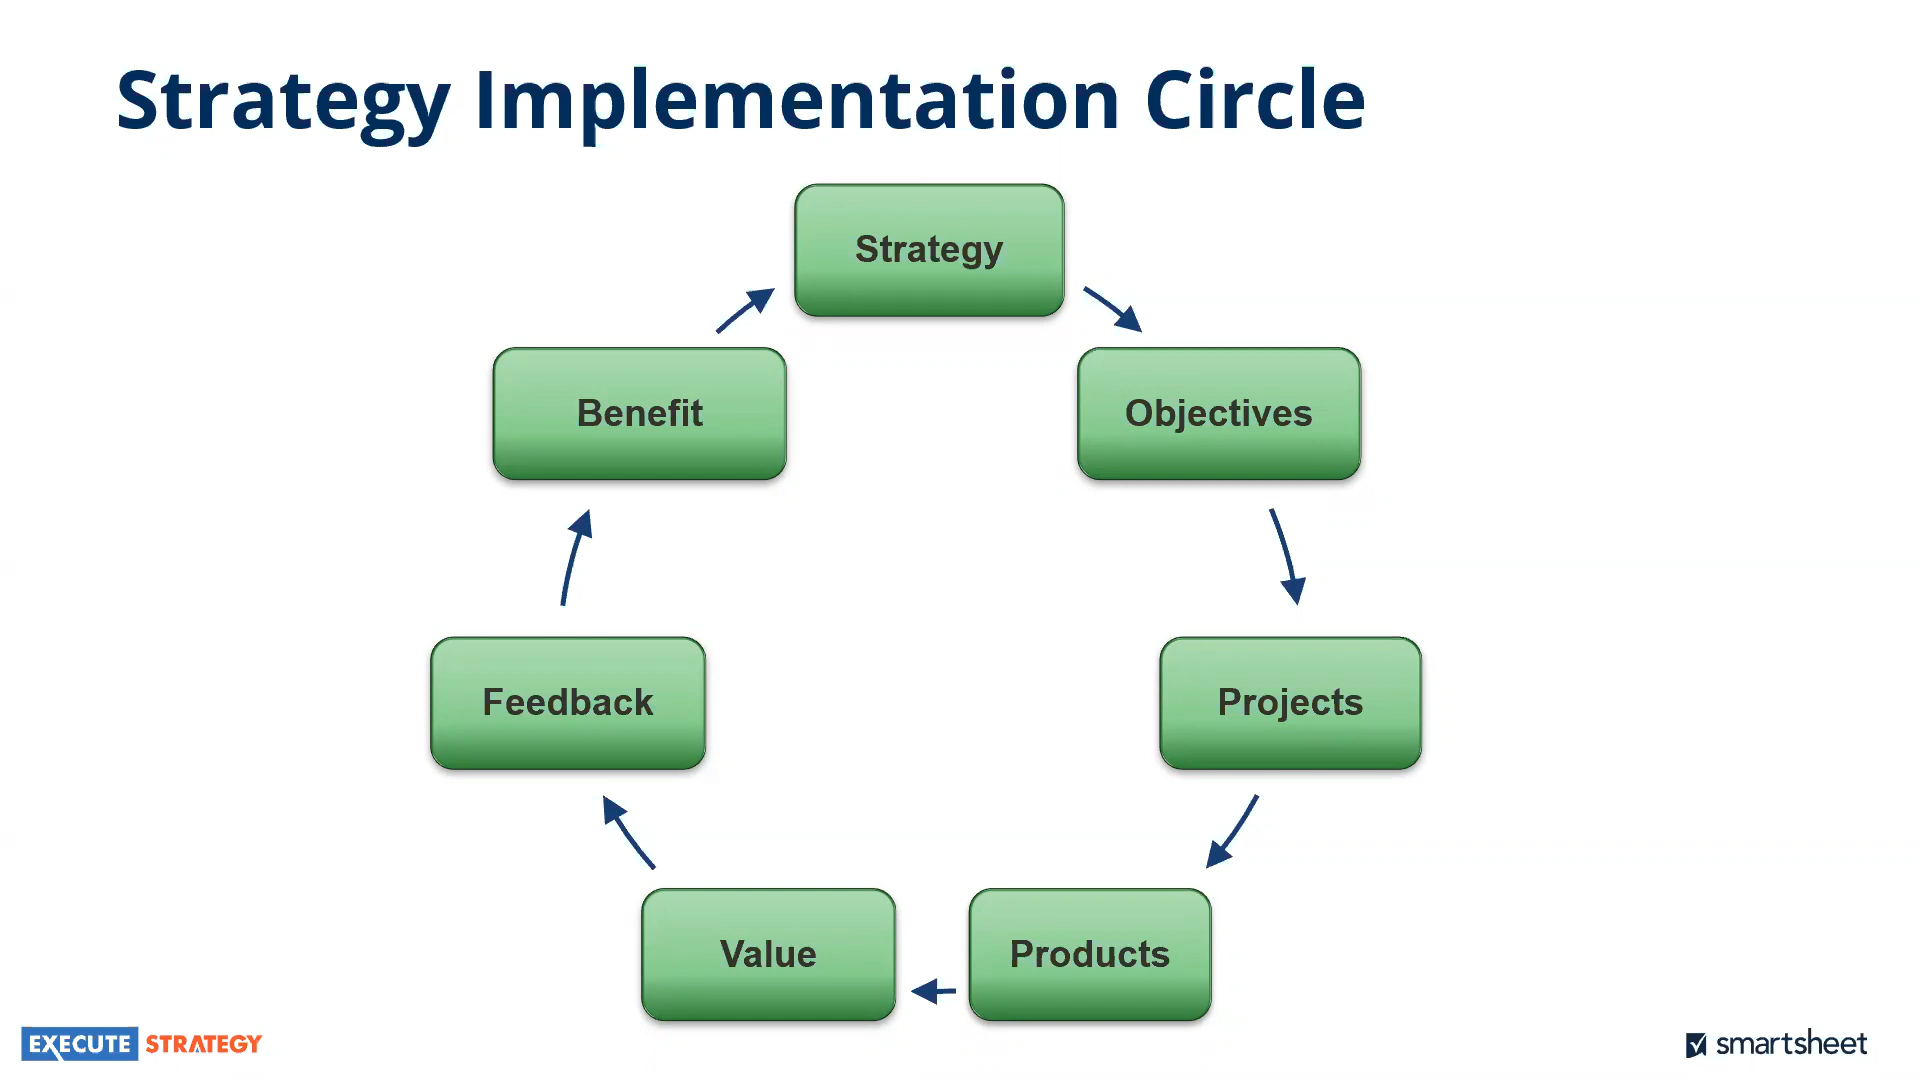 Strategy Implementation Circle
Strategy
Objectives
Projects
Products
Value
Feedback
Benefit
EXECUTE STRATEGY
smartsheet